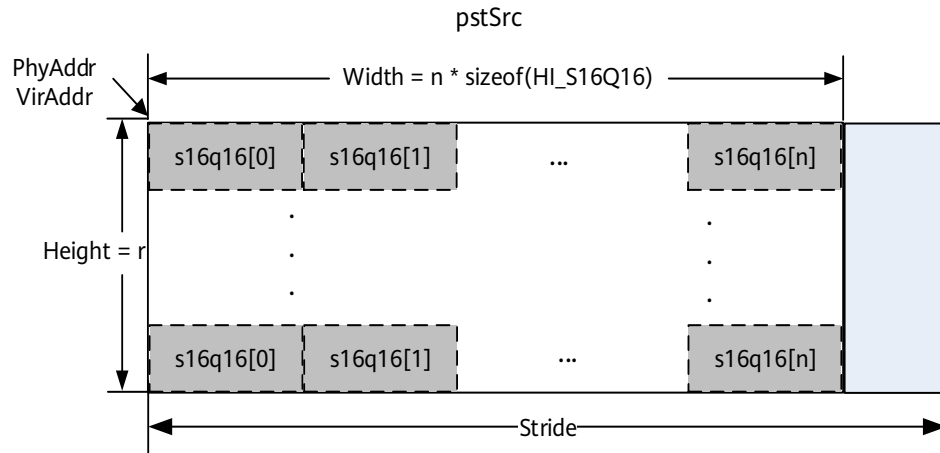 pstSrc
PhyAddr
VirAddr
Width = n * sizeof(HI_S16Q16)
s16q16[0] s16q16[1] ... s16q16[n]
Height = r
s16q16[0] s16q16[1] ... s16q16[n]
Stride